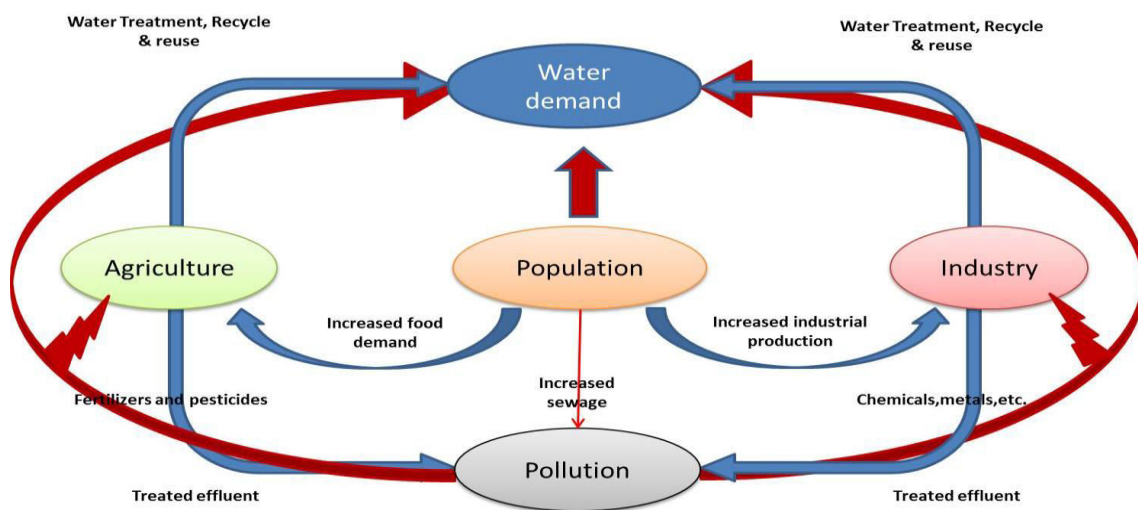 Water Treatment, Recycle
& reuse
Water Treatment, Recycle
& reuse
Water
demand
Agriculture
Population
Industry
Increased food
demand
Increased industrial
production
Increased
sewage
Fertilizers and pesticides
Chemicals,metals,etc.
Pollution
Treated effluent
Treated effluent